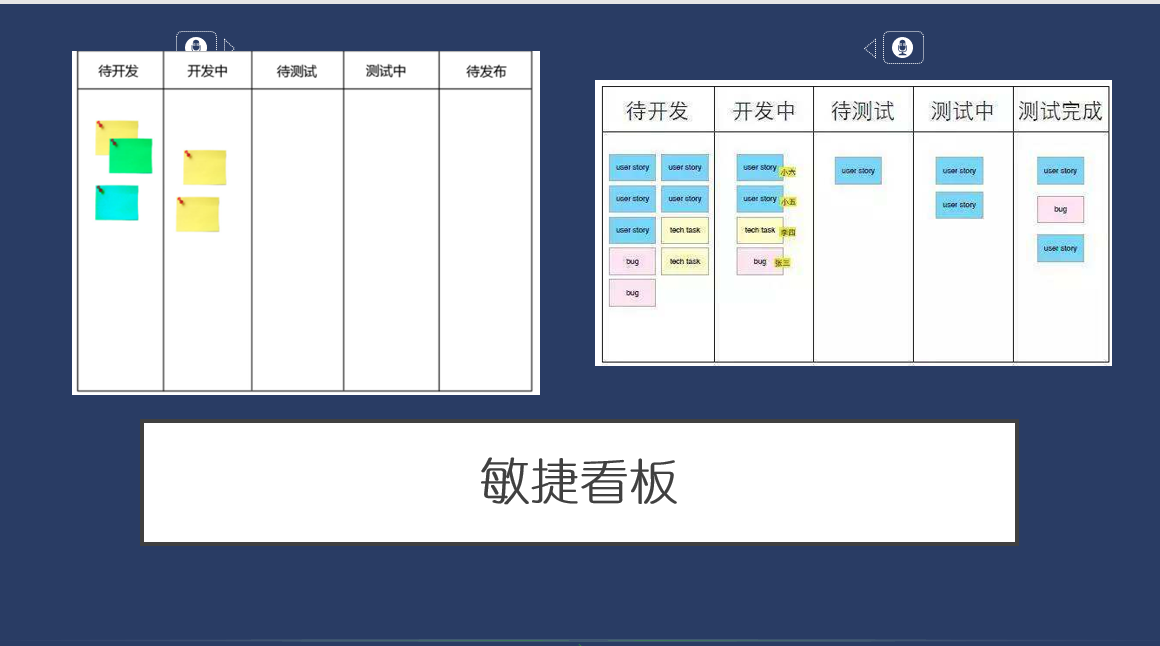 待开发 开发中 待测试 测试中 待发布
待开发 开发中 待测试 测试中 测试完成
user story user story user story 小六 user story user story user story
user story user story user story 小五 user story bug
user story tech task tech task 李四 user story
bug tech task bug 张三
bug
敏捷看板